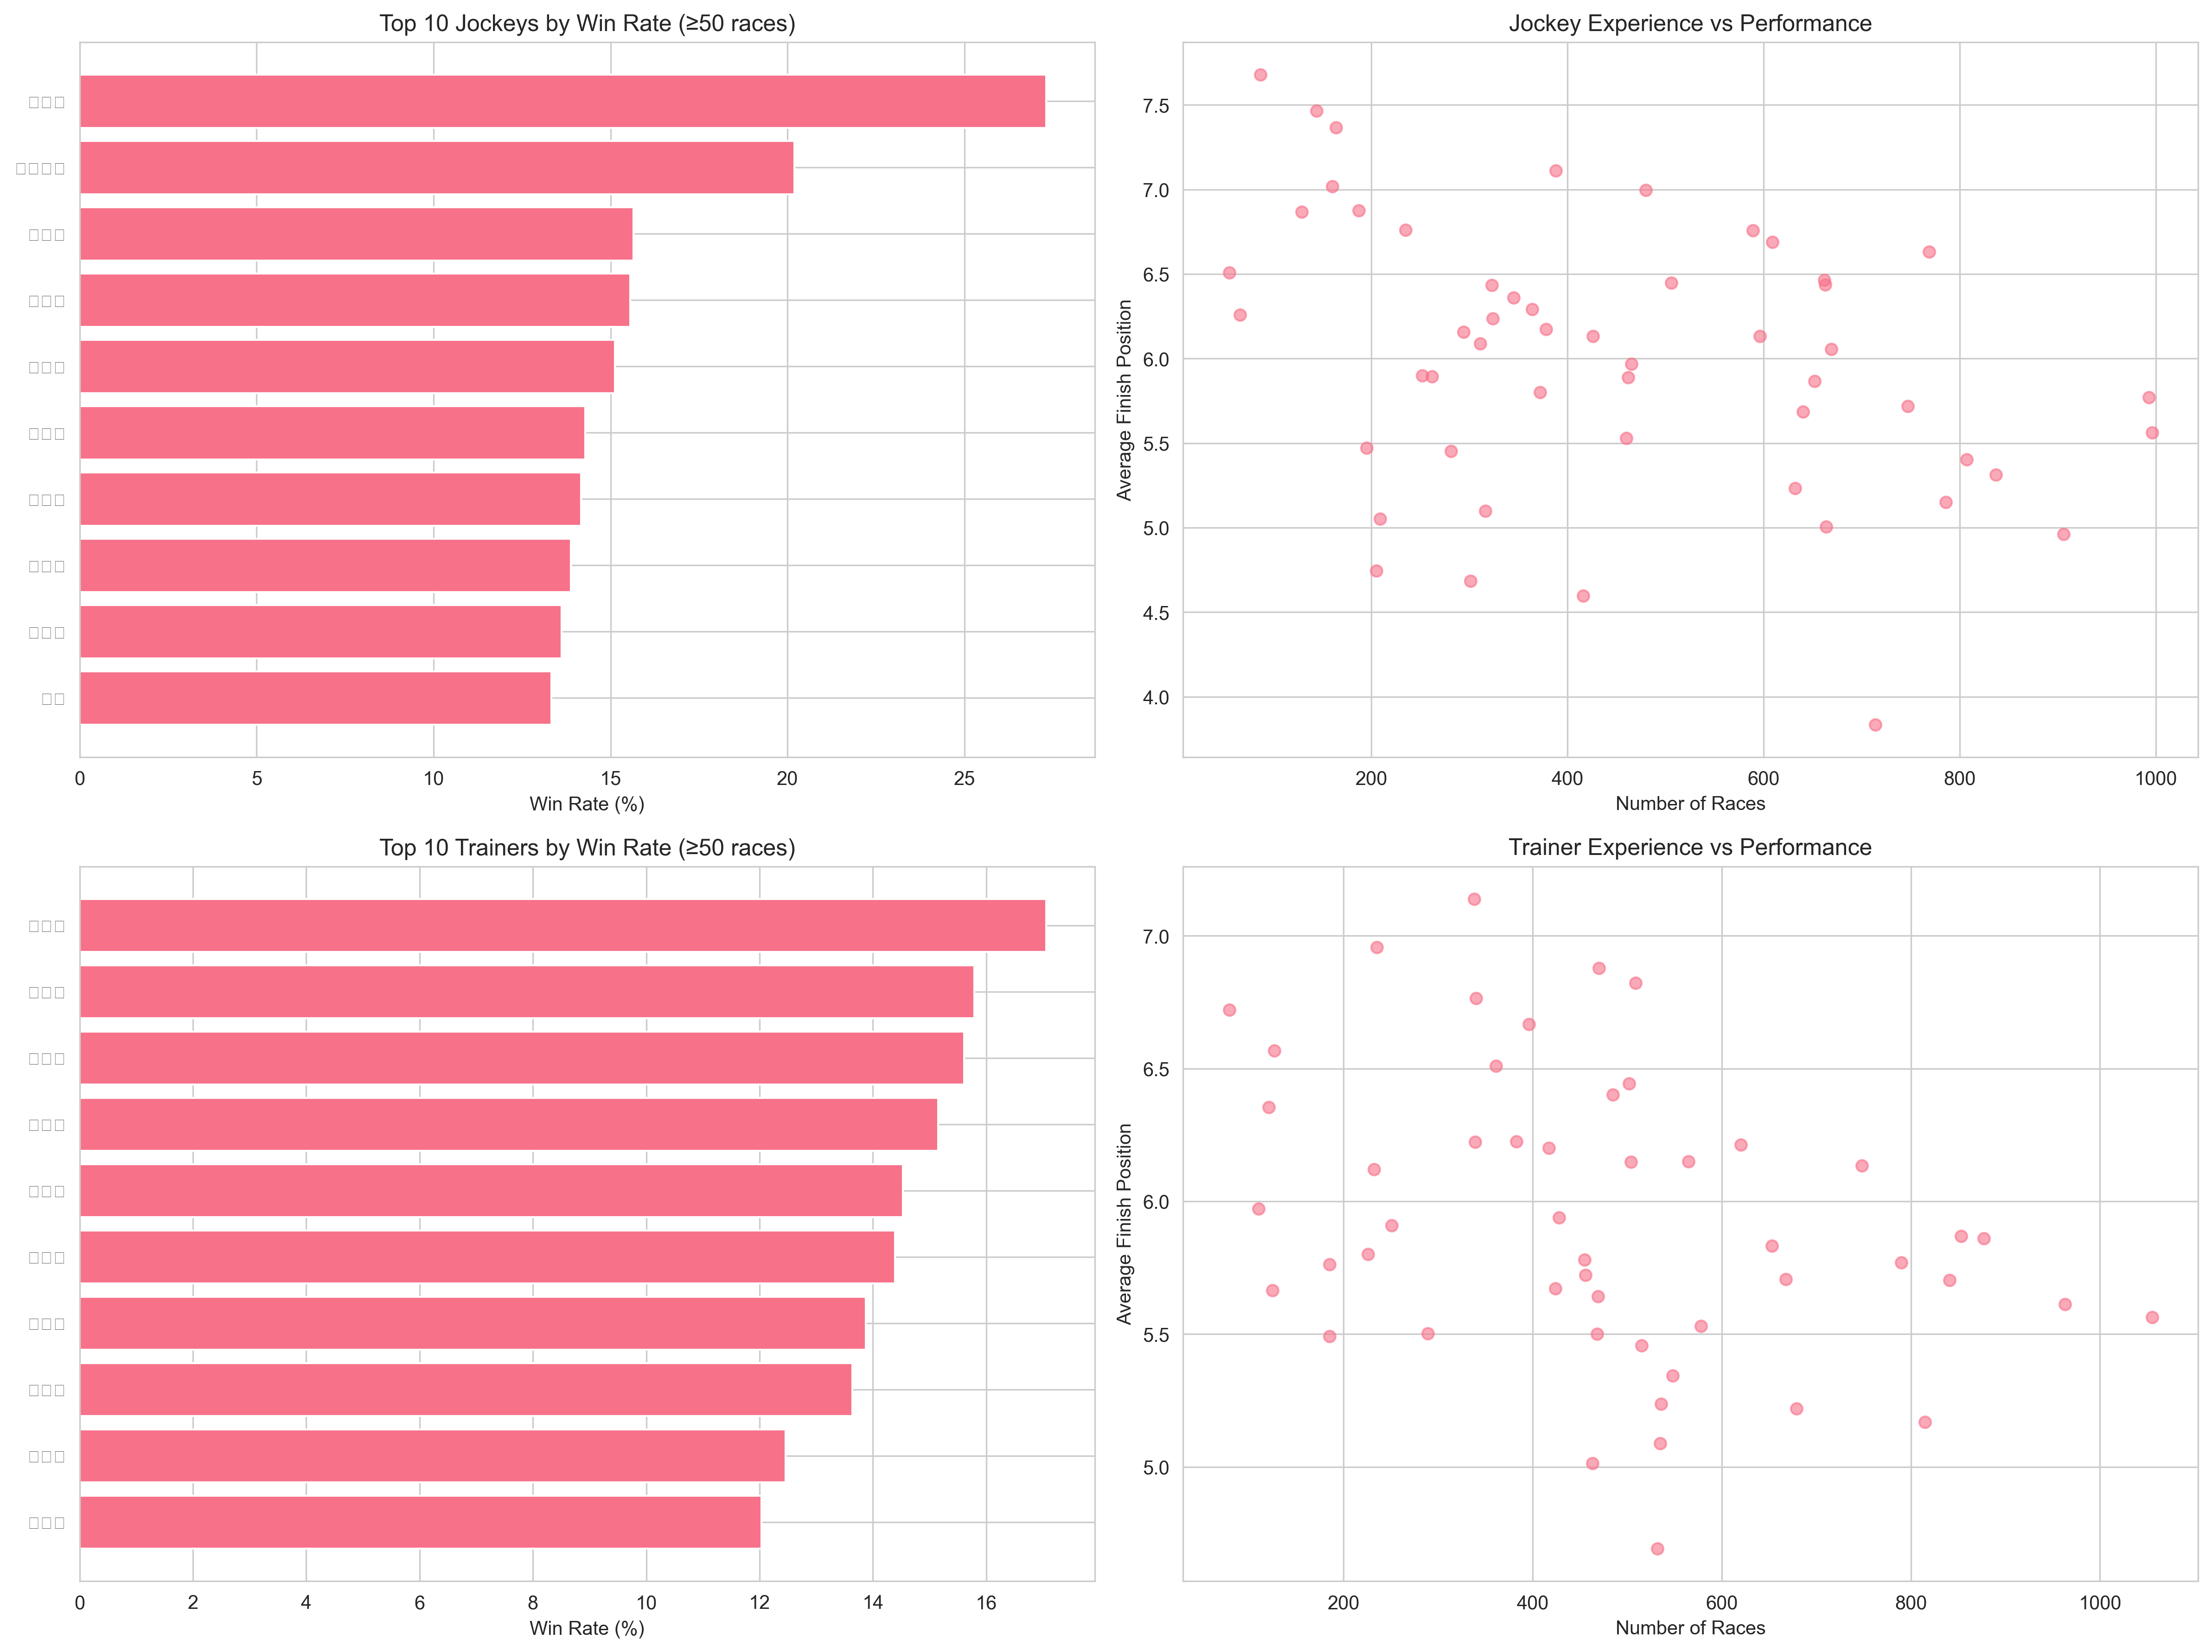 Top 10 Jockeys by Win Rate (≥50 races)
0 5 10 15 20 25
Win Rate (%)
Jockey Experience vs Performance
Average Finish Position
7.5
7.0
6.5
6.0
5.5
5.0
4.5
4.0
200 400 600 800 1000
Number of Races
Top 10 Trainers by Win Rate (≥50 races)
0 2 4 6 8 10 12 14 16
Win Rate (%)
Trainer Experience vs Performance
Average Finish Position
7.0
6.5
6.0
5.5
5.0
200 400 600 800 1000
Number of Races